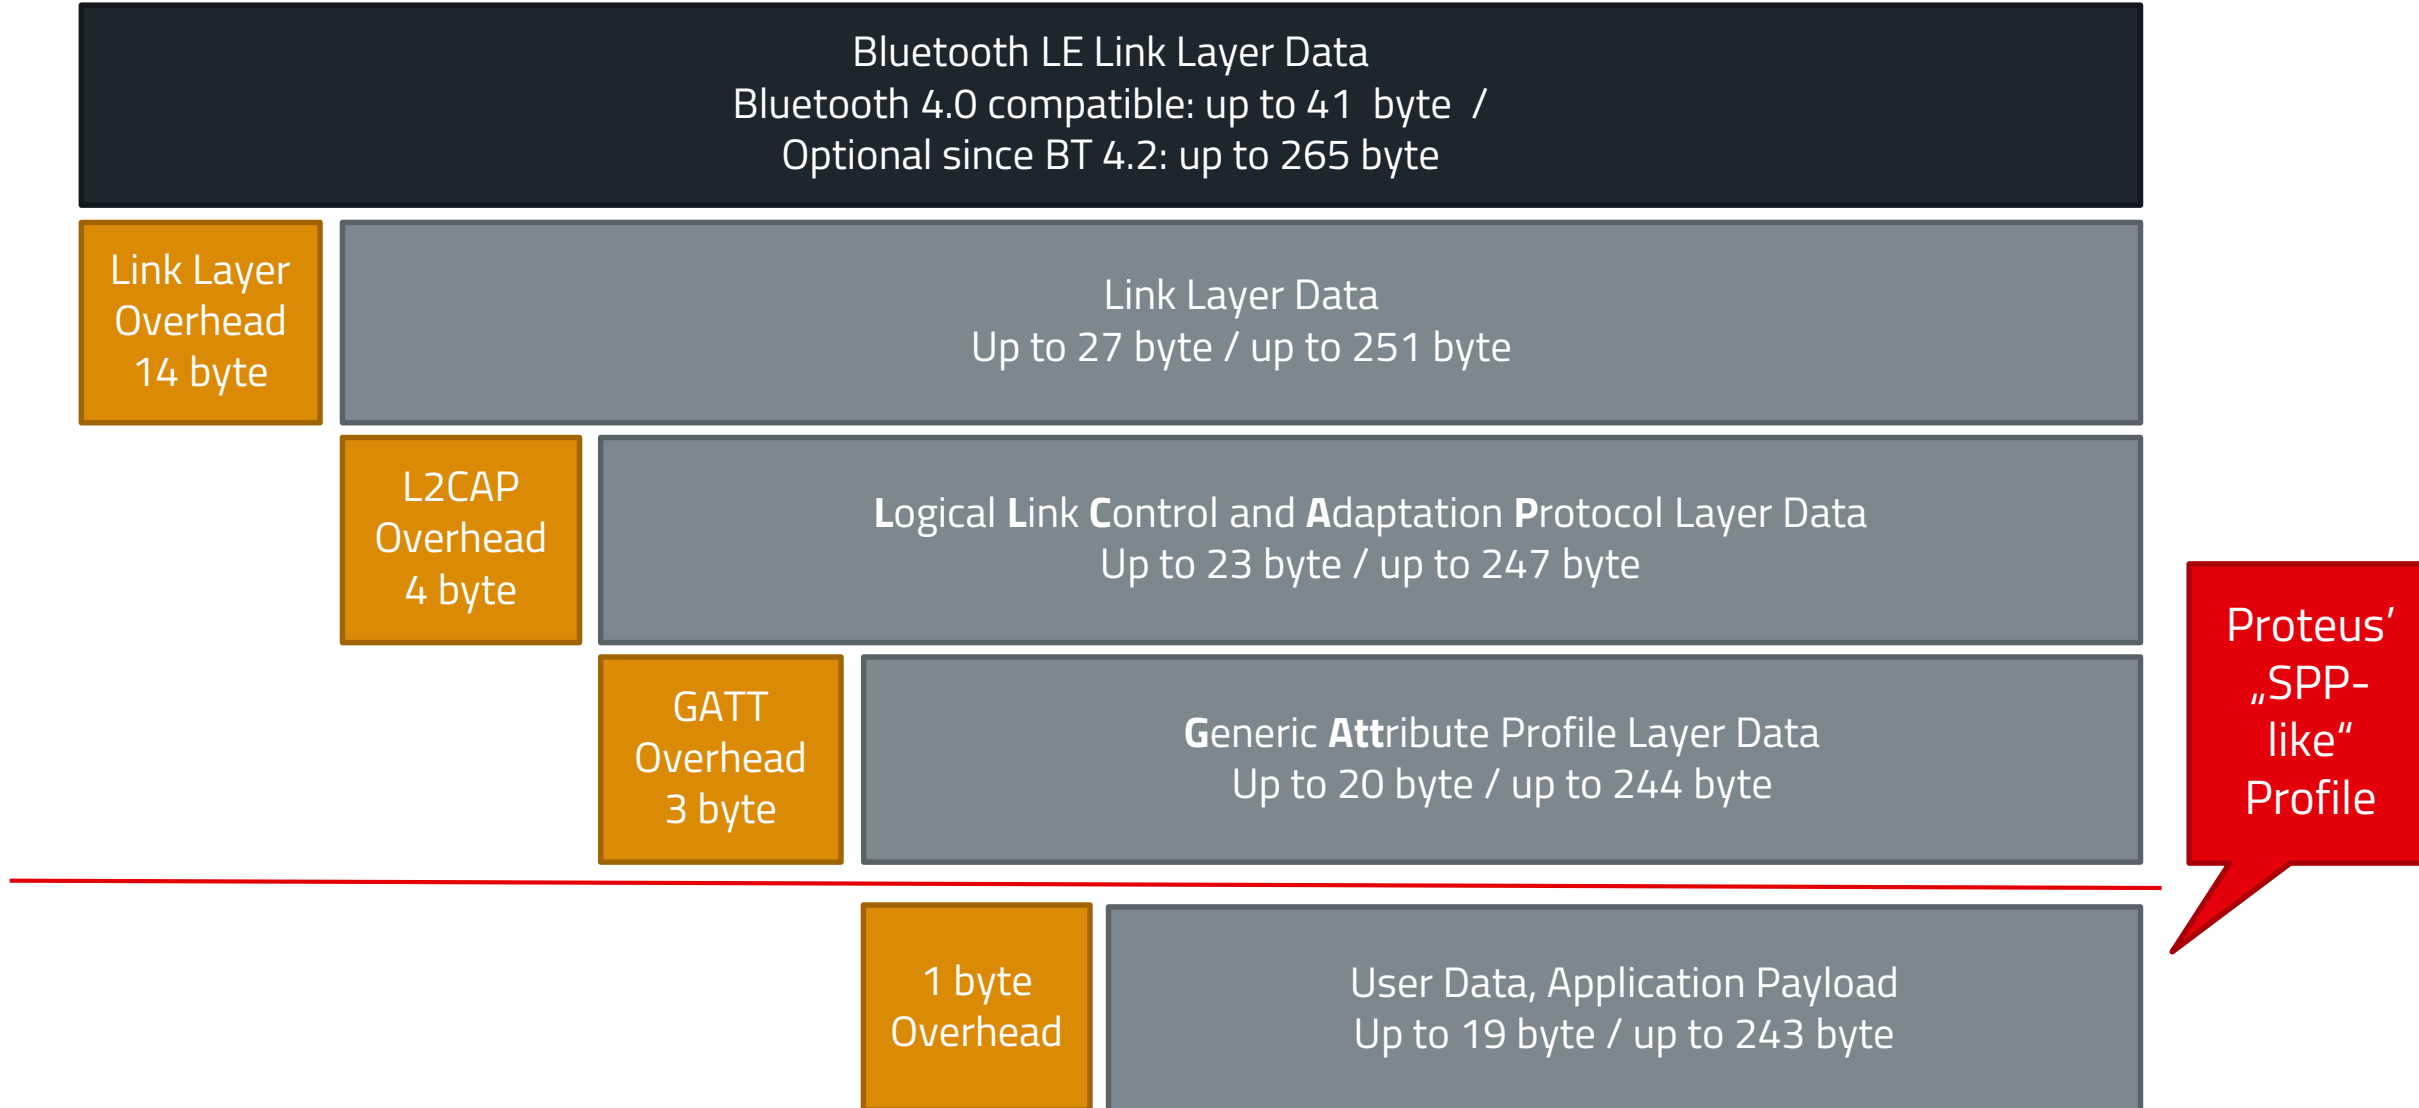 Bluetooth LE Link Layer Data
Bluetooth 4.0 compatible: up to 41 byte /
Optional since BT 4.2: up to 265 byte
Link Layer
Overhead
14 byte
Link Layer Data
Up to 27 byte / up to 251 byte
L2CAP
Overhead
4 byte
Logical Link Control and Adaptation Protocol Layer Data
Up to 23 byte / up to 247 byte
GATT
Overhead
3 byte
Generic Attribute Profile Layer Data
Up to 20 byte / up to 244 byte
Proteus’
„SPP-
like“
Profile
1 byte
Overhead
User Data, Application Payload
Up to 19 byte / up to 243 byte